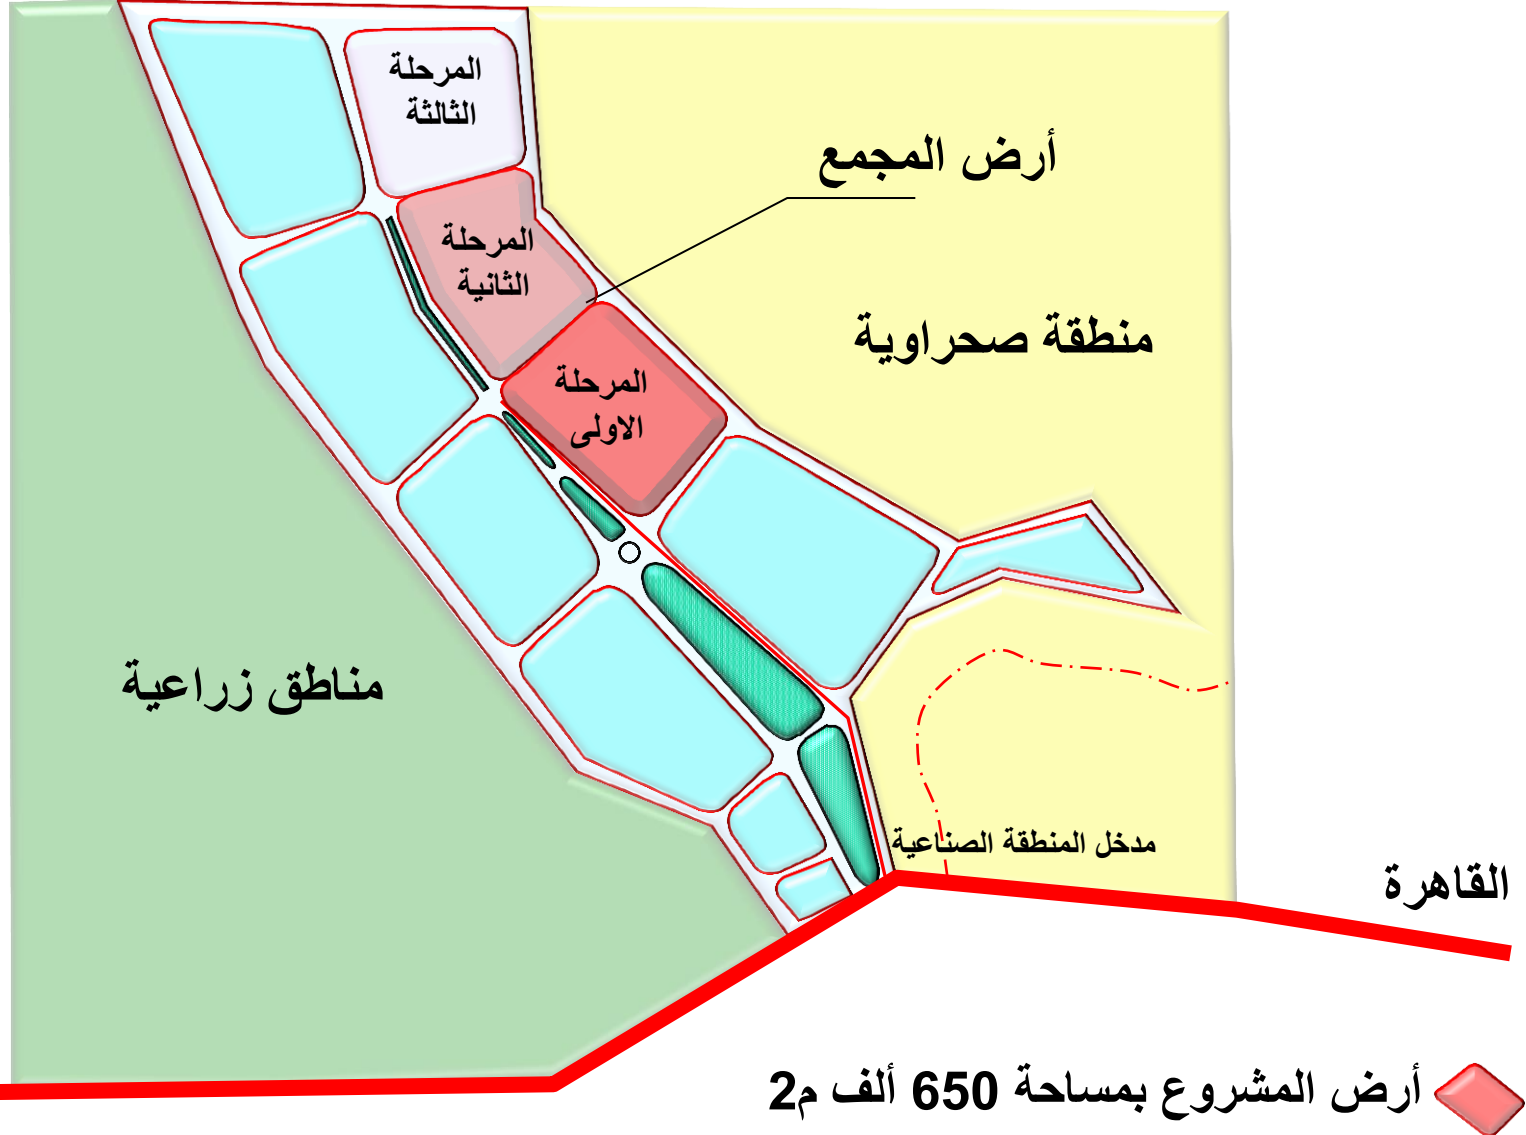 المرحلة
الثالثة
أرض المجمع
المرحلة
الثانية
منطقة صحراوية
المرحلة
الاولى
مناطق زراعية
مدخل المنطقة الصناعية
القاهرة
أرض المشروع بمساحة 650 ألف م2